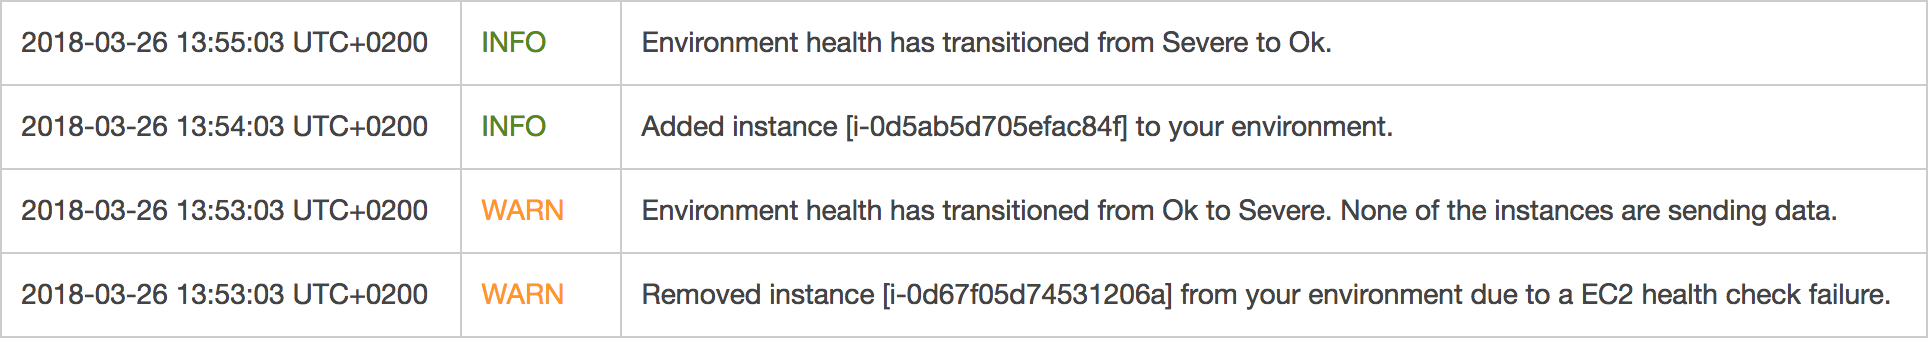 2018-03-26 13:55:03 UTC+0200 INFO Environment health has transitioned from Severe to Ok.
2018-03-26 13:54:03 UTC+0200 INFO Added instance [i-0d5ab5d705efac84f] to your environment.
2018-03-26 13:53:03 UTC+0200 WARN Environment health has transitioned from Ok to Severe. None of the instances are sending data.
2018-03-26 13:53:03 UTC+0200 WARN Removed instance [i-0d67f05d74531206a] from your environment due to a EC2 health check failure.